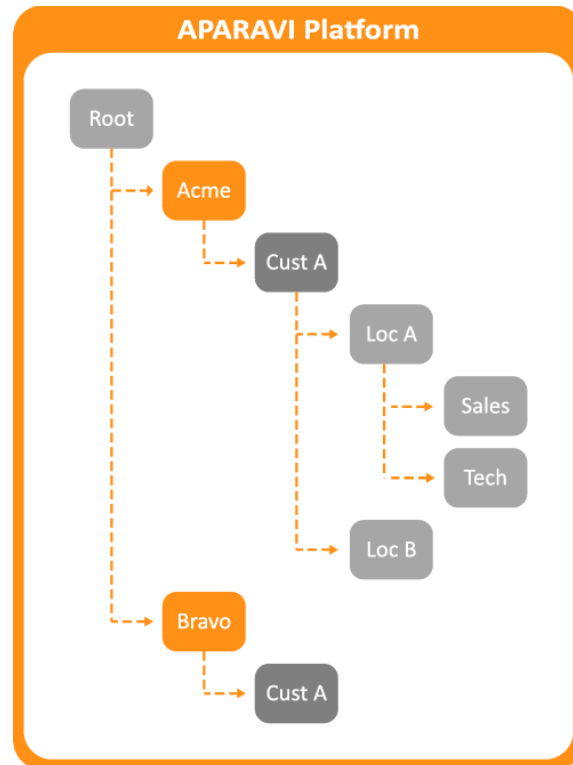 APARAVI Platform
Root
Acme
Cust A
Loc A
Sales
Tech
Loc B
Bravo
Cust A